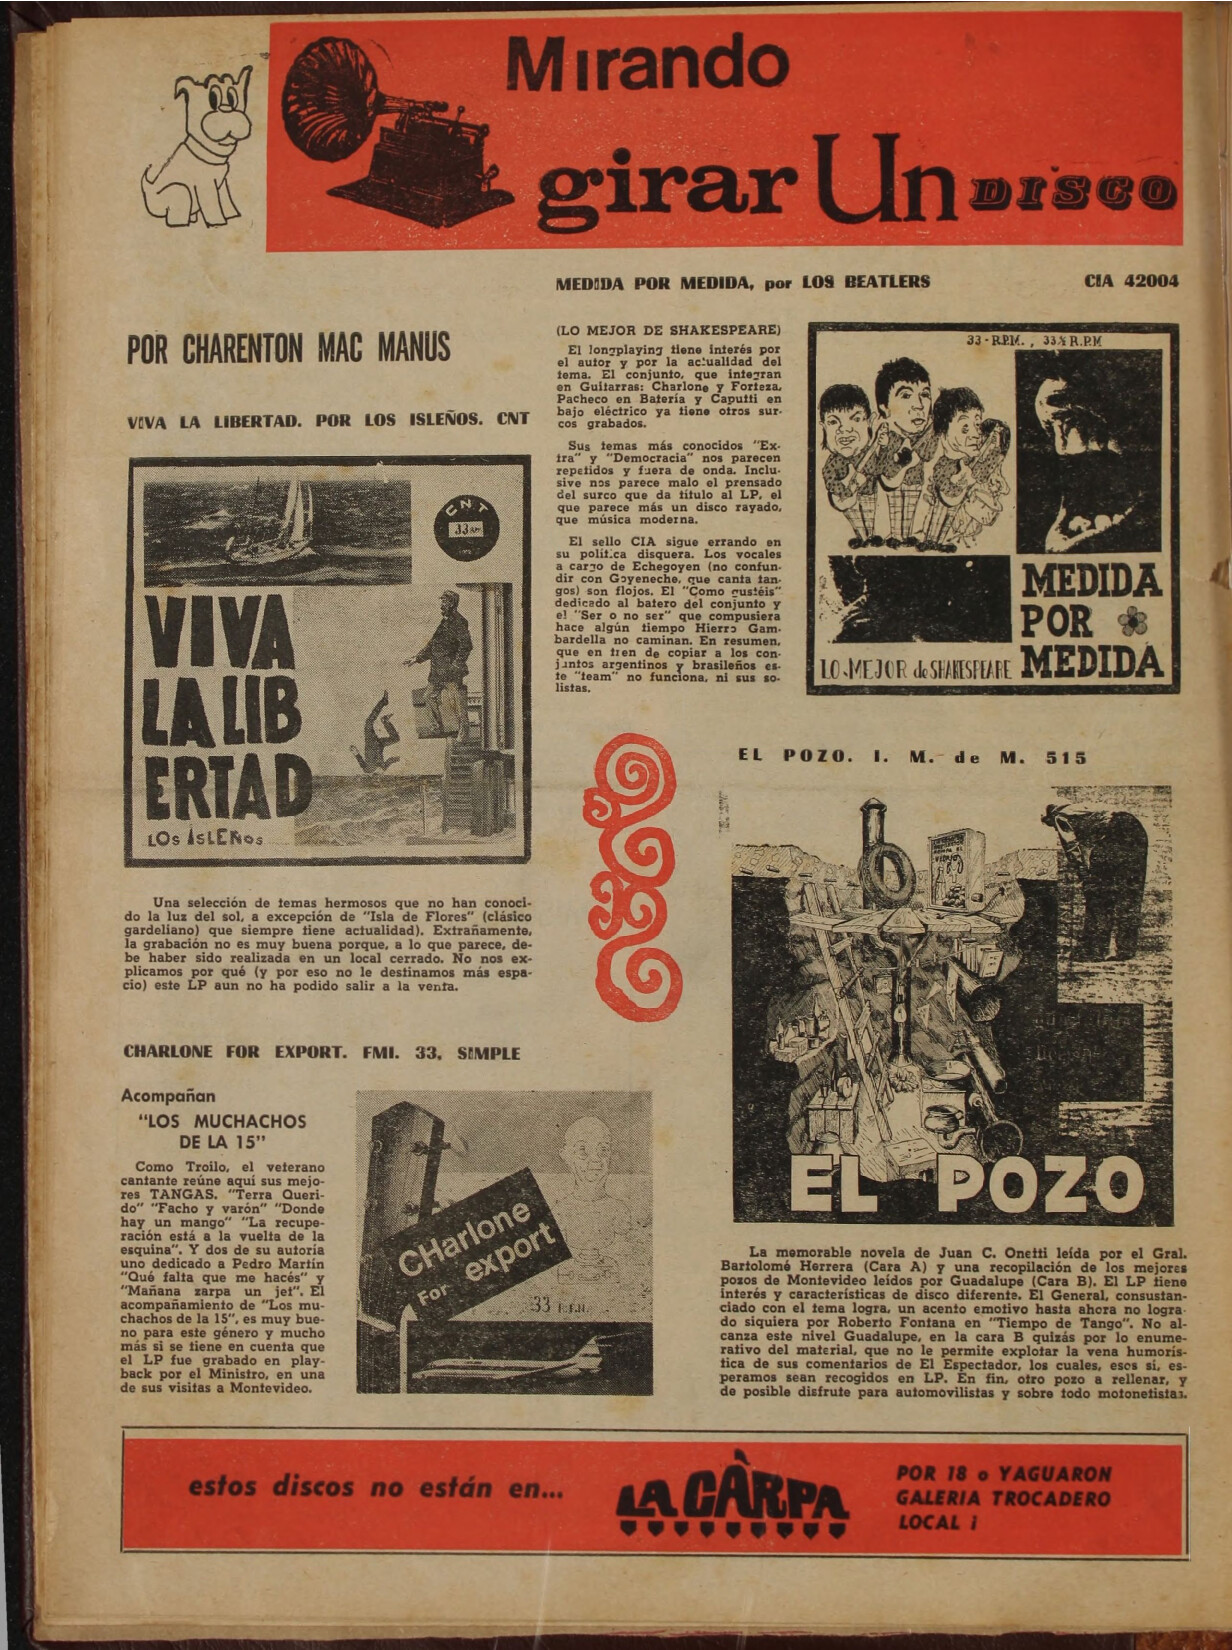 Mirando
girar Un DISCO
POR CHARENTON MAC MANUS
VIVA LA LIBERTAD. POR LOS ISLEÑOS. CNT
CNT
33 RPM
VIVA
LA LIB
ERTAD
LOS ISLEÑOS
Una selección de temas hermosos que no han conoci-
do la luz del sol, a excepción de "Isla de Flores" (clásico
gardeliano) que siempre tiene actualidad). Extrañamente,
la grabación no es muy buena porque, a lo que parece, de-
be haber sido realizada en un local cerrado. No nos ex-
plicamos por qué (y por eso no le destinamos más espa-
cio) este LP aun no ha podido salir a la venta.
CHARLONE FOR EXPORT. FMI. 33. SIMPLE
Acompañan
"LOS MUCHACHOS
DE LA 15"
Como Troilo, el veterano
cantante reúne aquí sus mejo-
res TANGAS. "Terra Queri-
do" "Facho y varón" "Donde
hay un mango" "La recupe-
ración está a la vuelta de la
esquina". Y dos de su autoría
uno dedicado a Pedro Martín
"Qué falta que me hacés" y
"Mañana zarpa un jet". El
acompañamiento de "Los mu-
chachos de la 15", es muy bue-
no para este género y mucho
más si se tiene en cuenta que
el LP fue grabado en play-
back por el Ministro, en una
de sus visitas a Montevideo.
CHarlone
For export
33 R.P.M.
MEDIDA POR MEDIDA, por LOS BEATLERS CIA 42004
(LO MEJOR DE SHAKESPEARE)
El longplaying tiene interés por
el autor y por la actualidad del
tema. El conjunto, que integran
en Guitarras: Charlone y Forteza,
Pacheco en Batería y Caputti en
bajo eléctrico ya tiene otros sur-
cos grabados.
Sus temas más conocidos "Ex-
tra" y "Democracia" nos parecen
repetidos y fuera de onda. Inclu-
sive nos parece malo el prensado
del surco que da título al LP, el
que parece más un disco rayado,
que música moderna.
El sello CIA sigue errando en
su política disquera. Los vocales
a cargo de Echegoyen (no confun-
dir con Goyeneche, que canta tan-
gos) son flojos. El "Como gustéis"
dedicado al batero del conjunto y
el "Ser o no ser" que compusiera
hace algún tiempo Hierro Gam-
bardella no caminan. En resumen,
que en tren de copiar a los con-
juntos argentinos y brasileños es-
te "team" no funciona, ni sus so-
listas.
33 - R.P.M. , 33⅓ R.P.M
MEDIDA
POR
MEDIDA
LO MEJOR de SHAKESPEARE
EL POZO. I. M. de M. 515
EL POZO
La memorable novela de Juan C. Onetti leída por el Gral.
Bartolomé Herrera (Cara A) y una recopilación de los mejores
pozos de Montevideo leídos por Guadalupe (Cara B). El LP tiene
interés y características de disco diferente. El General, consustan-
ciado con el tema logra, un acento emotivo hasta ahora no logra-
do siquiera por Roberto Fontana en "Tiempo de Tango". No al-
canza este nivel Guadalupe, en la cara B quizás por lo enume-
rativo del material, que no le permite explotar la vena humorís-
tica de sus comentarios de El Espectador, los cuales, esos sí, es-
peramos sean recogidos en LP. En fin, otro pozo a rellenar, y
de posible disfrute para automovilistas y sobre todo motonetistas.
estos discos no están en...
LA CÀRPA
POR 18 o YAGUARON
GALERIA TROCADERO
LOCAL i